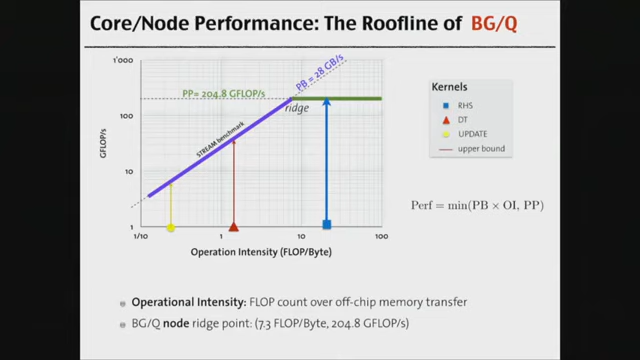 Core/Node Performance: The Roofline of BG/Q
1'000
100
10
1
GFLOP/s
PP= 204.8 GFLOP/S
PB = 28 GB/s
ridge
STREAM benchmark
1/10
1
10
100
Operation Intensity (FLOP/Byte)
Kernels
RHS
DT
UPDATE
upper bound
Perf = min(PB × OI, PP)
Operational Intensity: FLOP count over off-chip memory transfer
BG/Q node ridge point: (7.3 FLOP/Byte, 204.8 GFLOP/s)